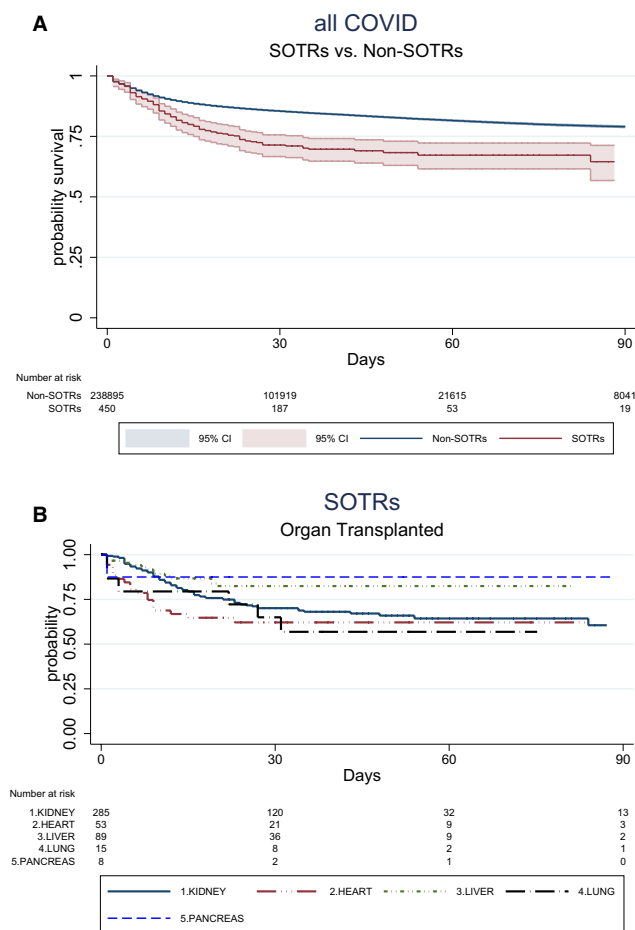 A
all COVID
SOTRs vs. Non-SOTRs
probability survival
1
.75
.5
.25
0
0 30 60 90
Days
Number at risk
Non-SOTRs 238895 101919 21615 8041
SOTRs 450 187 53 19
95% CI 95% CI Non-SOTRs SOTRs
B
SOTRs
Organ Transplanted
probability
1.00
0.75
0.50
0.25
0.00
0 30 60 90
Days
Number at risk
1.KIDNEY 285 120 32 13
2.HEART 53 21 9 3
3.LIVER 89 36 9 2
4.LUNG 15 8 2 1
5.PANCREAS 8 2 1 0
1.KIDNEY 2.HEART 3.LIVER 4.LUNG
5.PANCREAS